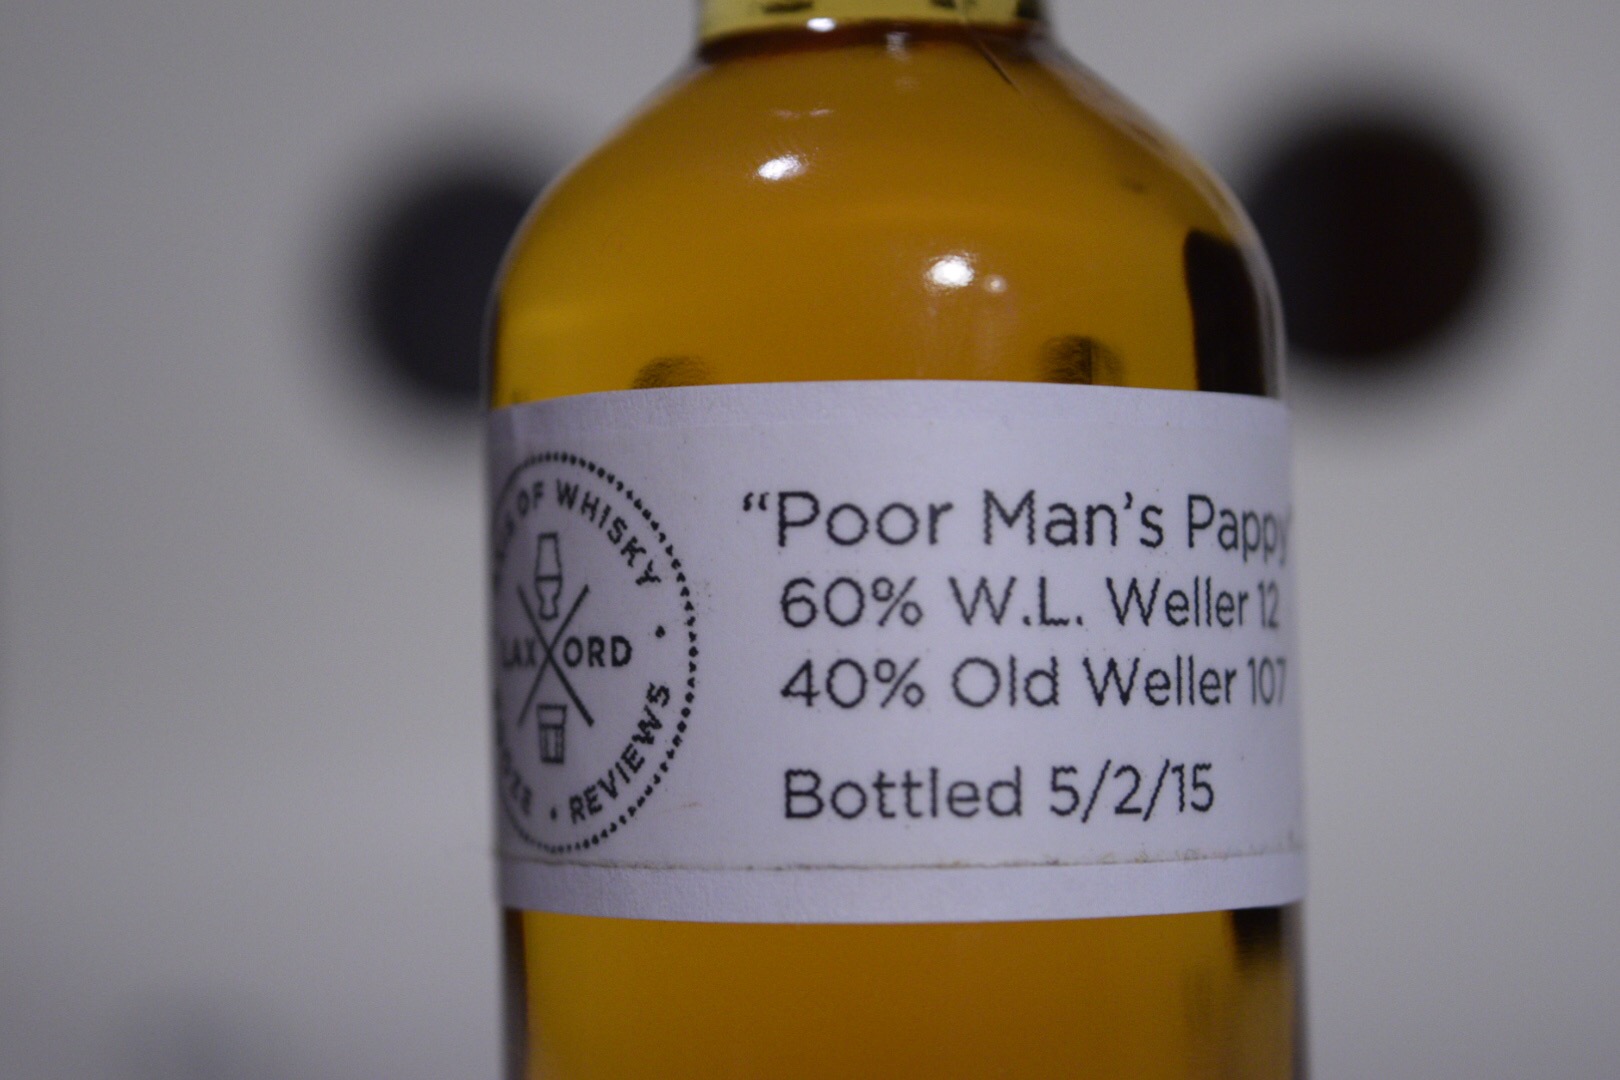 OF WHISKY
LAX ORD
REVIEWS
“Poor Man’s Pappy”
60% W.L. Weller 12
40% Old Weller 107
Bottled 5/2/15